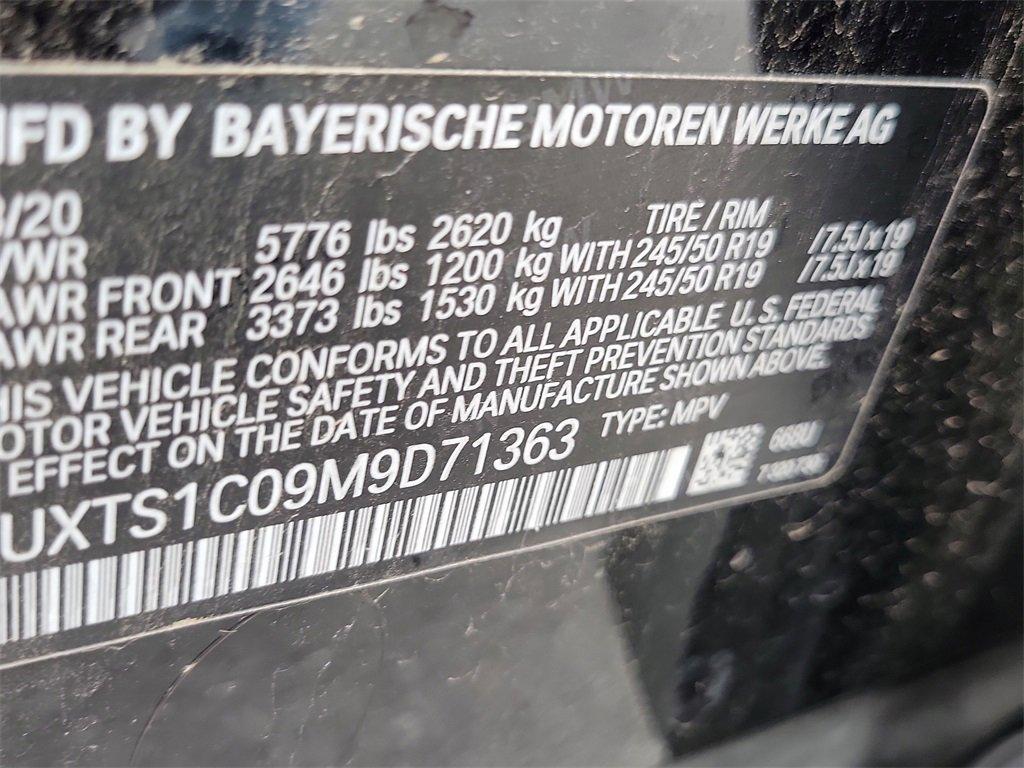 MFD BY BAYERISCHE MOTOREN WERKE AG
/20
VWR 5776 lbs 2620 kg TIRE / RIM
AWR FRONT 2646 lbs 1200 kg WITH 245/50 R19 /7.5Jx19
AWR REAR 3373 lbs 1530 kg WITH 245/50 R19 /7.5Jx19
HIS VEHICLE CONFORMS TO ALL APPLICABLE U.S. FEDERAL
OTOR VEHICLE SAFETY AND THEFT PREVENTION STANDARDS
EFFECT ON THE DATE OF MANUFACTURE SHOWN ABOVE.
UXTS1C09M9D71363 TYPE: MPV